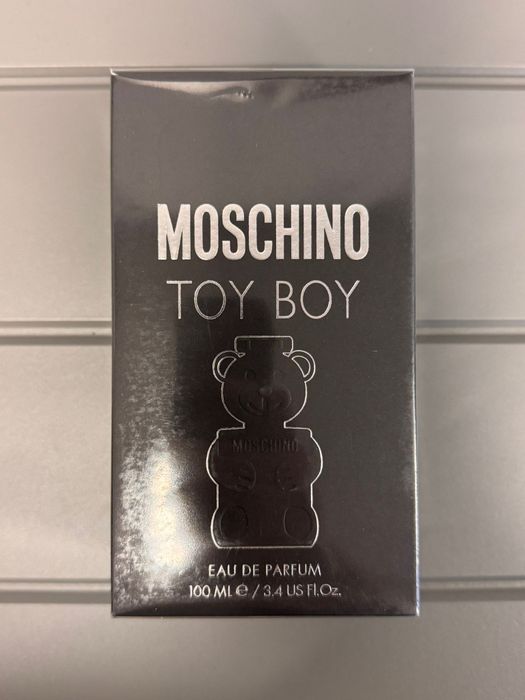 MOSCHINO
TOY BOY
MOSCHINO
EAU DE PARFUM
100 ML ℮ / 3.4 US Fl.Oz.